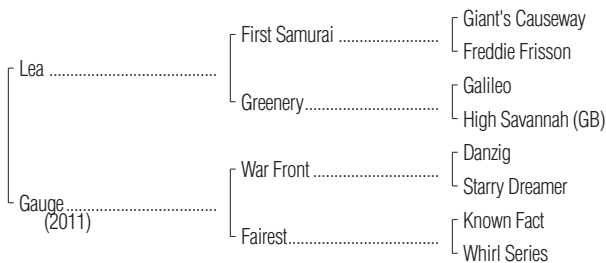 Giant's Causeway
First Samurai
Freddie Frisson
Lea
Galileo
Greenery
High Savannah (GB)
Danzig
War Front
Starry Dreamer
Gauge
(2011)
Known Fact
Fairest
Whirl Series